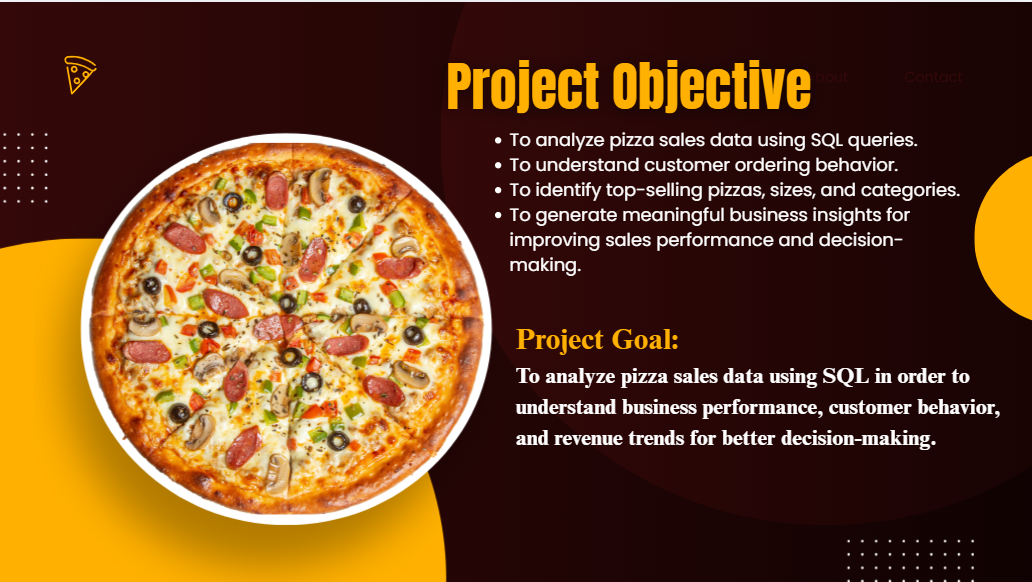 Project Objective
About Contact
• To analyze pizza sales data using SQL queries.
• To understand customer ordering behavior.
• To identify top-selling pizzas, sizes, and categories.
• To generate meaningful business insights for
improving sales performance and decision-
making.
Project Goal:
To analyze pizza sales data using SQL in order to
understand business performance, customer behavior,
and revenue trends for better decision-making.